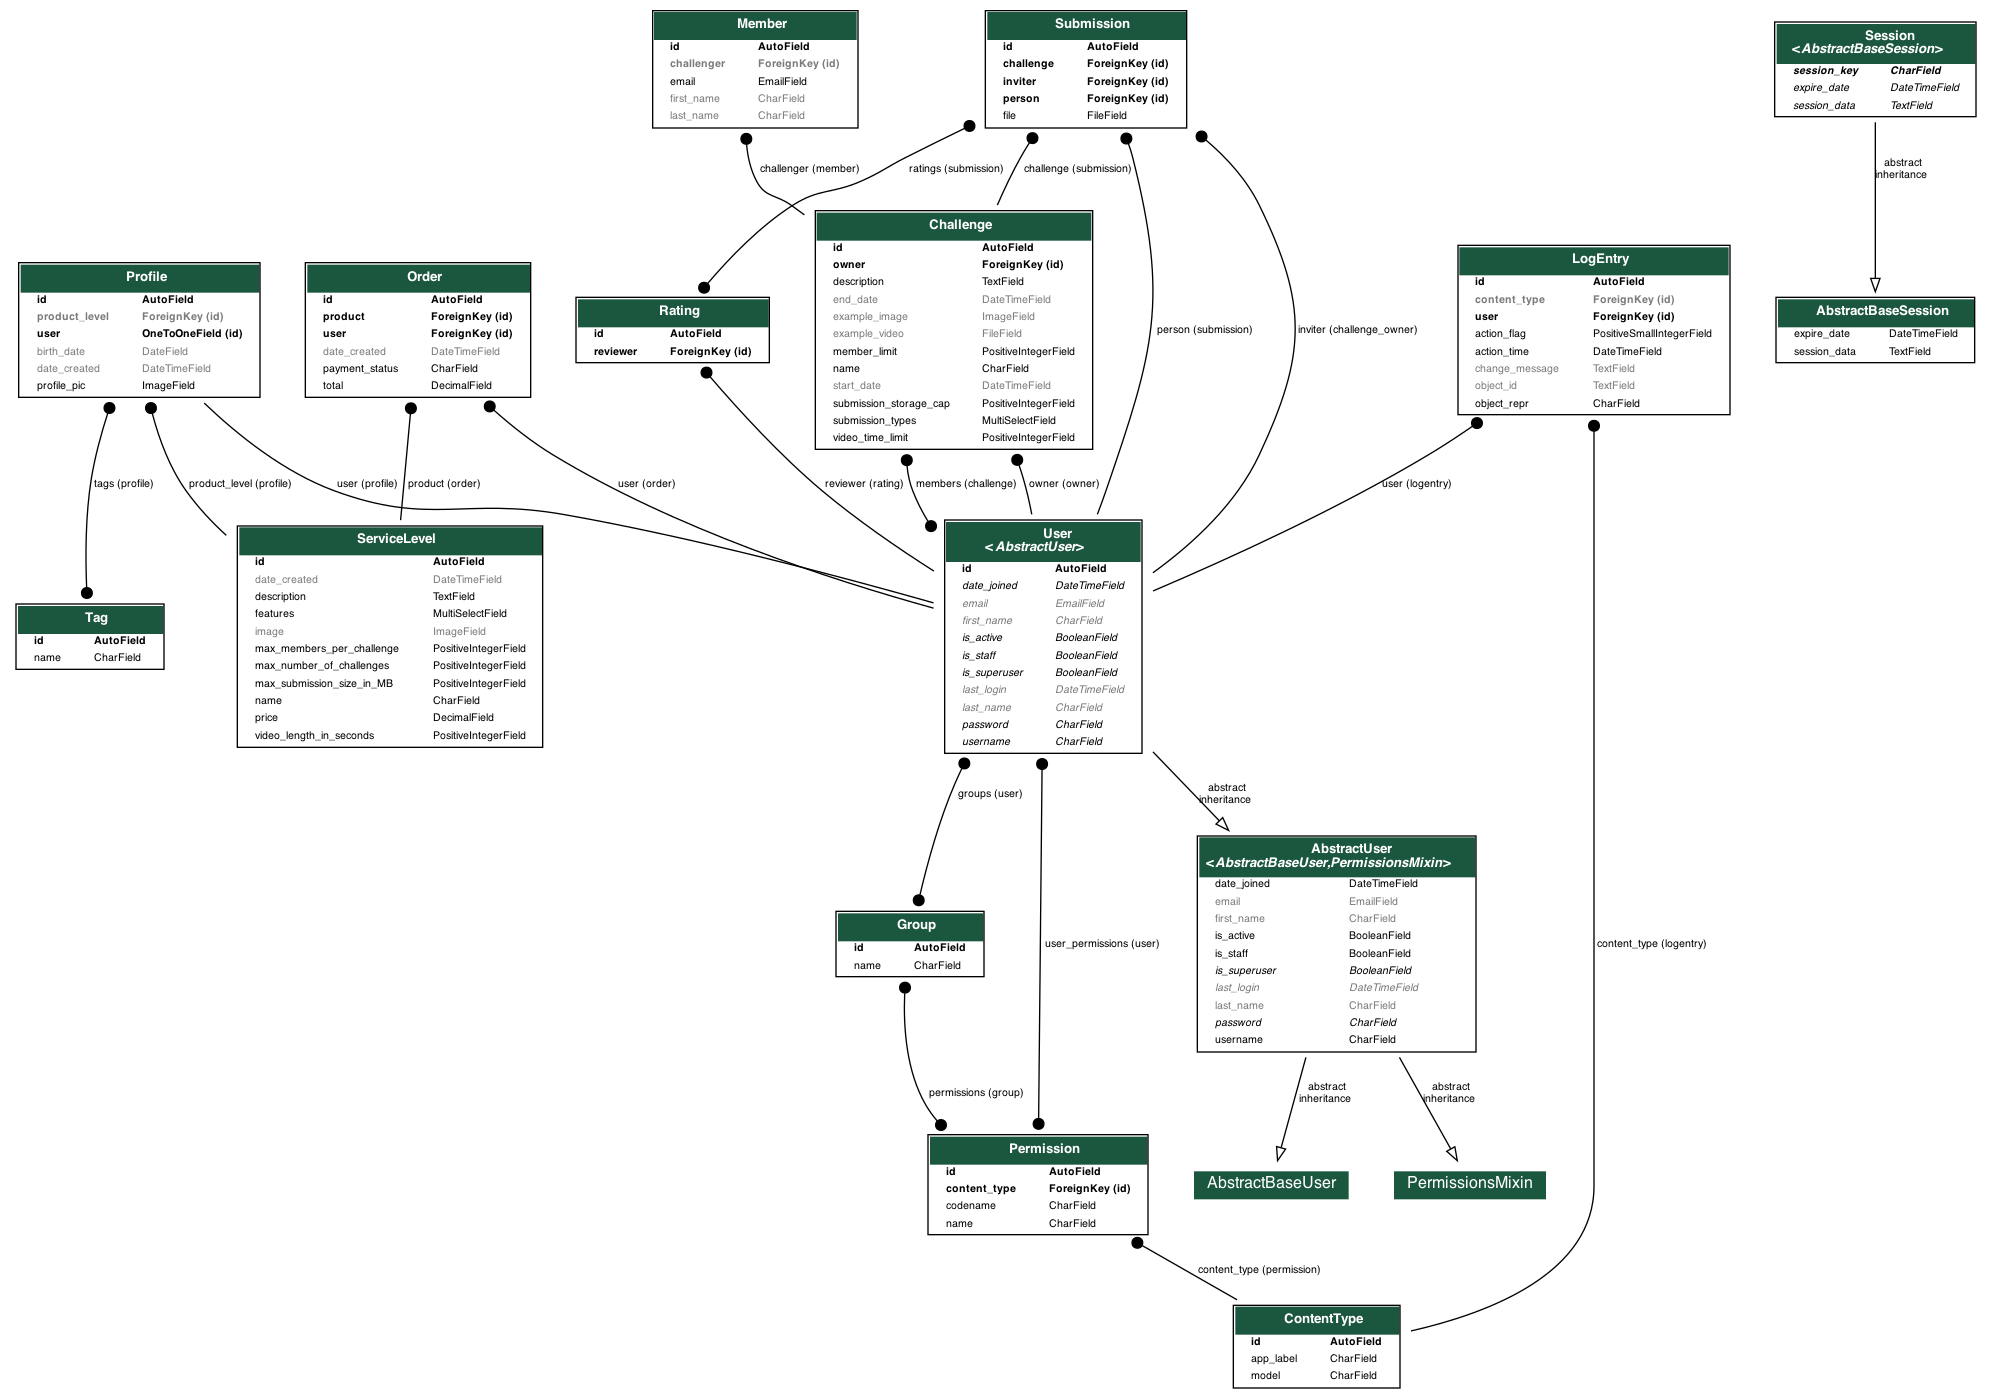 Member
id AutoField
challenger ForeignKey (id)
email EmailField
first_name CharField
last_name CharField
Submission
id AutoField
challenge ForeignKey (id)
inviter ForeignKey (id)
person ForeignKey (id)
file FileField
Session
<AbstractBaseSession>
session_key CharField
expire_date DateTimeField
session_data TextField
challenger (member)
ratings (submission)
challenge (submission)
abstract
inheritance
Profile
id AutoField
product_level ForeignKey (id)
user OneToOneField (id)
birth_date DateField
date_created DateTimeField
profile_pic ImageField
Order
id AutoField
product ForeignKey (id)
user ForeignKey (id)
date_created DateTimeField
payment_status CharField
total DecimalField
Rating
id AutoField
reviewer ForeignKey (id)
Challenge
id AutoField
owner ForeignKey (id)
description TextField
end_date DateTimeField
example_image ImageField
example_video FileField
member_limit PositiveIntegerField
name CharField
start_date DateTimeField
submission_storage_cap PositiveIntegerField
submission_types MultiSelectField
video_time_limit PositiveIntegerField
person (submission)
inviter (challenge_owner)
LogEntry
id AutoField
content_type ForeignKey (id)
user ForeignKey (id)
action_flag PositiveSmallIntegerField
action_time DateTimeField
change_message TextField
object_id TextField
object_repr CharField
AbstractBaseSession
expire_date DateTimeField
session_data TextField
tags (profile)
product_level (profile)
user (profile)
product (order)
user (order)
reviewer (rating)
members (challenge)
owner (owner)
user (logentry)
Tag
id AutoField
name CharField
ServiceLevel
id AutoField
date_created DateTimeField
description TextField
features MultiSelectField
image ImageField
max_members_per_challenge PositiveIntegerField
max_number_of_challenges PositiveIntegerField
max_submission_size_in_MB PositiveIntegerField
name CharField
price DecimalField
video_length_in_seconds PositiveIntegerField
User
<AbstractUser>
id AutoField
date_joined DateTimeField
email EmailField
first_name CharField
is_active BooleanField
is_staff BooleanField
is_superuser BooleanField
last_login DateTimeField
last_name CharField
password CharField
username CharField
groups (user)
abstract
inheritance
AbstractUser
<AbstractBaseUser,PermissionsMixin>
date_joined DateTimeField
email EmailField
first_name CharField
is_active BooleanField
is_staff BooleanField
is_superuser BooleanField
last_login DateTimeField
last_name CharField
password CharField
username CharField
Group
id AutoField
name CharField
user_permissions (user)
content_type (logentry)
permissions (group)
abstract
inheritance
abstract
inheritance
Permission
id AutoField
content_type ForeignKey (id)
codename CharField
name CharField
AbstractBaseUser
PermissionsMixin
content_type (permission)
ContentType
id AutoField
app_label CharField
model CharField